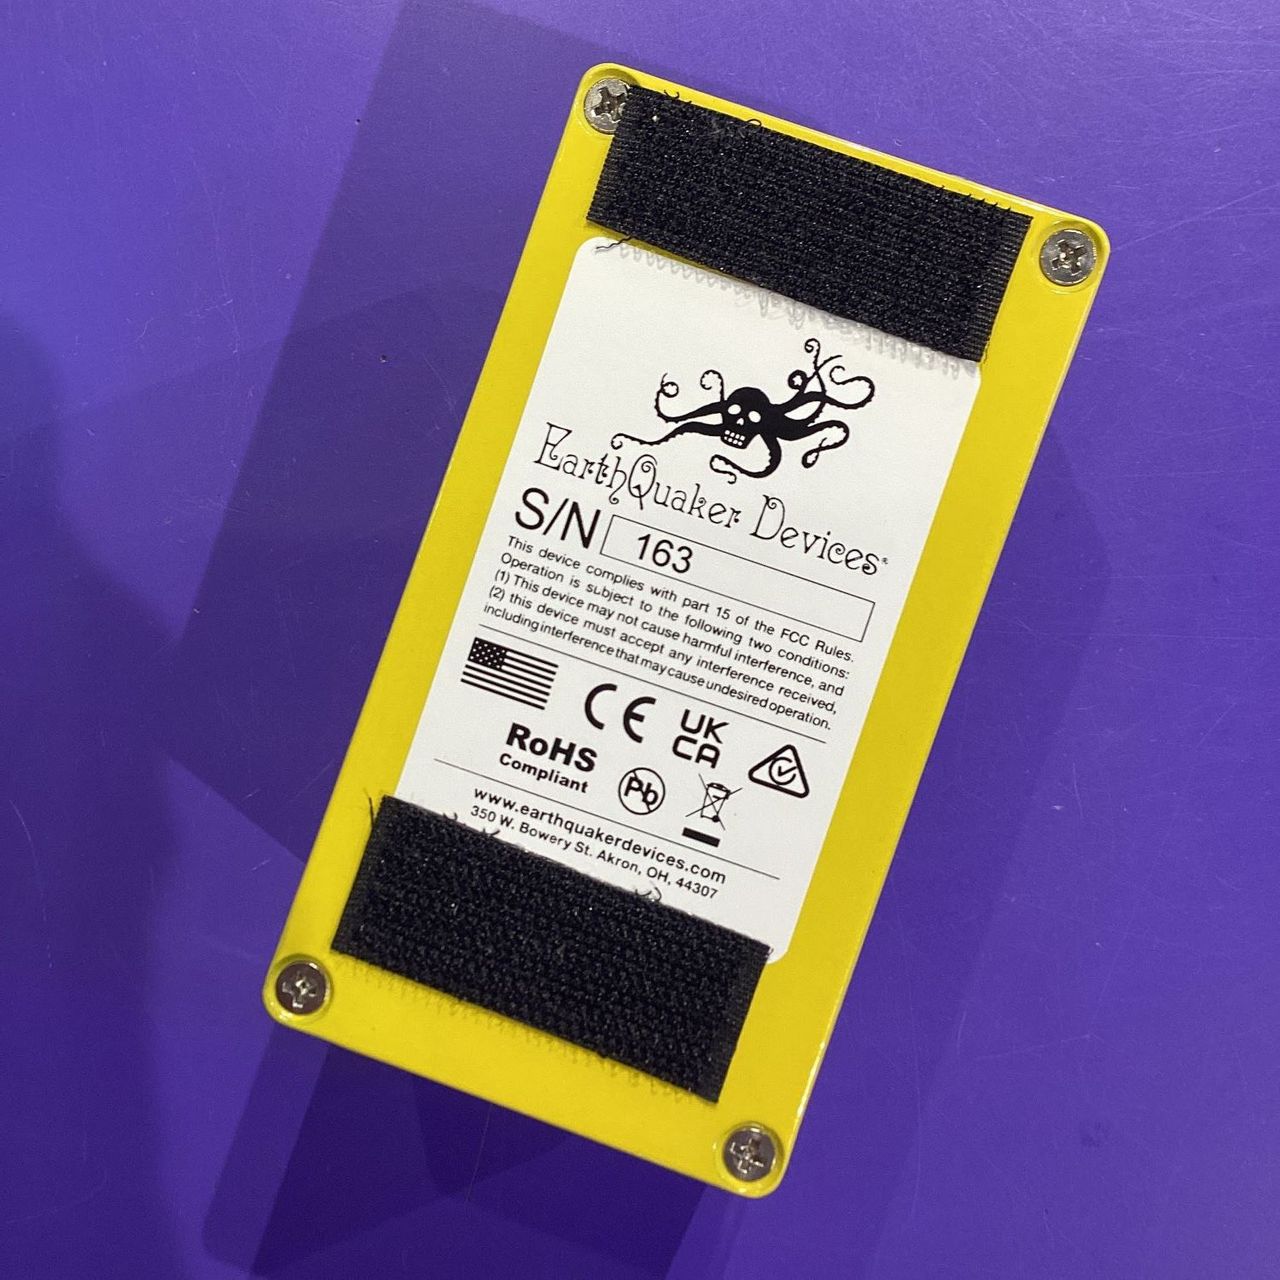 EarthQuaker Devices®
S/N 163
This device complies with part 15 of the FCC Rules.
Operation is subject to the following two conditions:
(1) This device may not cause harmful interference, and
(2) this device must accept any interference received,
including interference that may cause undesired operation.
CE
UK
CA
RoHS
Compliant
Pb
www.earthquakerdevices.com
350 W. Bowery St. Akron, OH, 44307